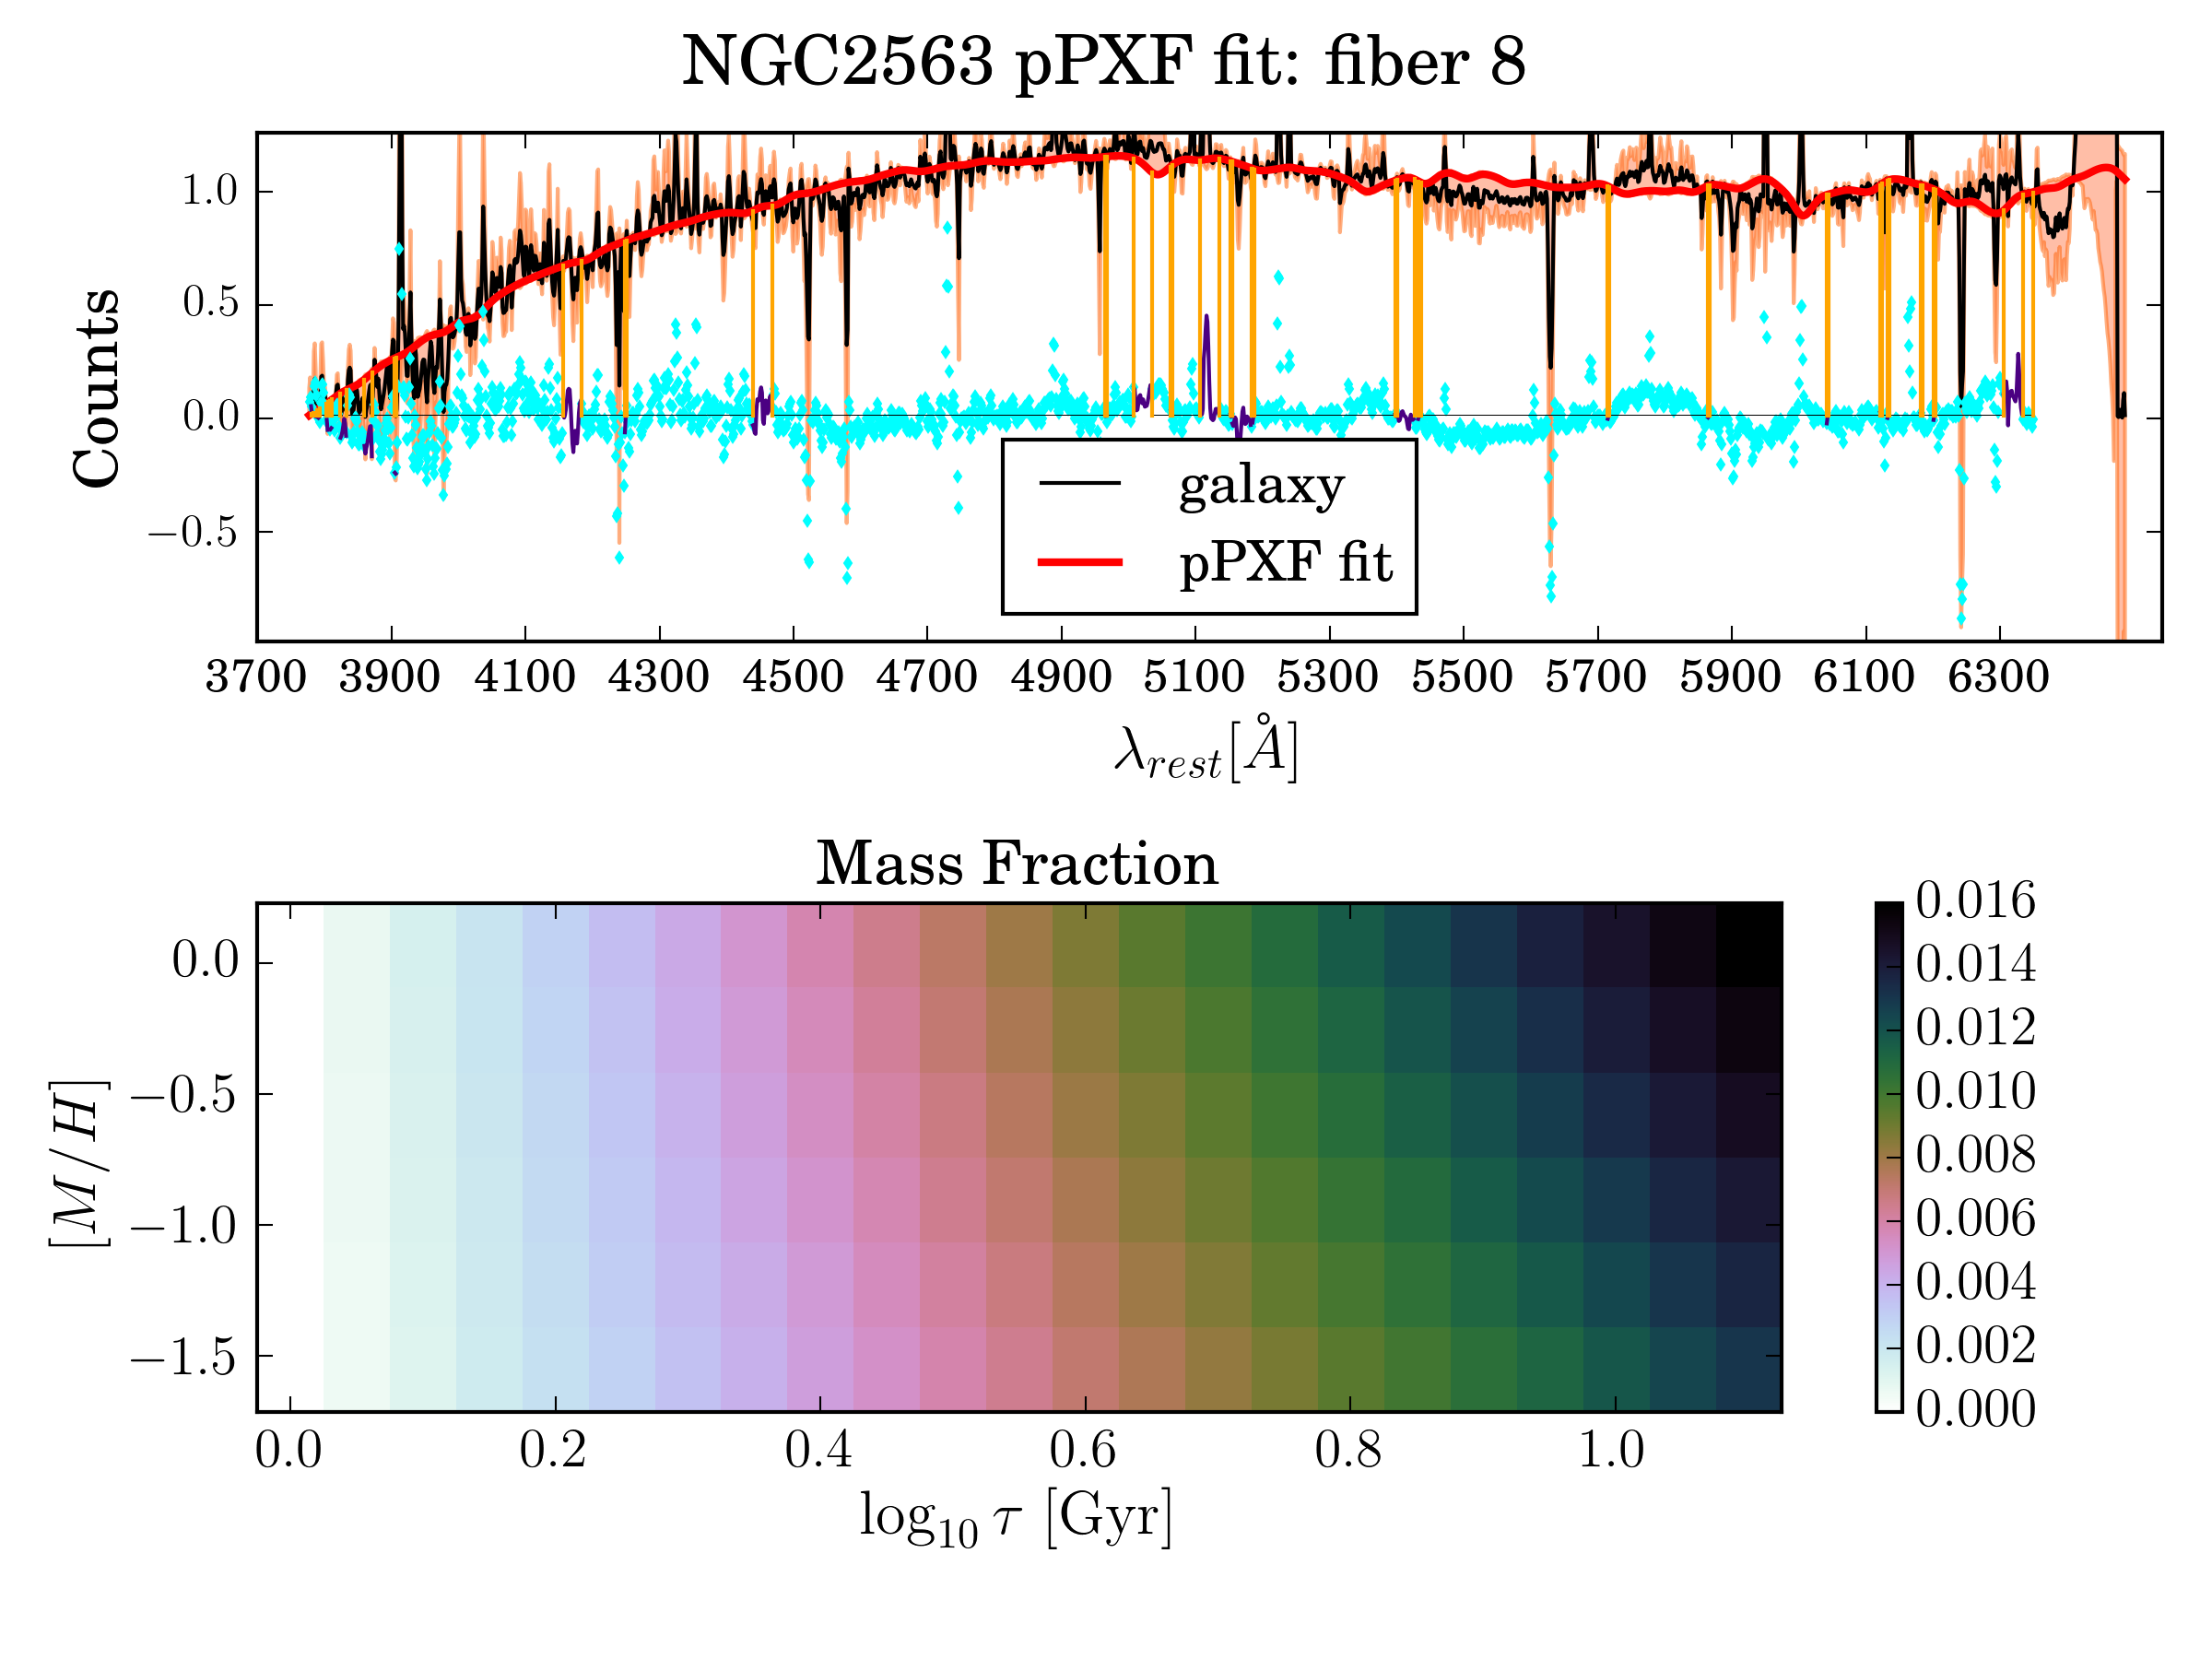 NGC2563 pPXF fit: fiber 8
Counts
1.0
0.5
0.0
−0.5
galaxy
pPXF fit
3700 3900 4100 4300 4500 4700 4900 5100 5300 5500 5700 5900 6100 6300
λrest[Å]
Mass Fraction
[M/H]
0.0
−0.5
−1.0
−1.5
0.0 0.2 0.4 0.6 0.8 1.0
log10 τ [Gyr]
0.016
0.014
0.012
0.010
0.008
0.006
0.004
0.002
0.000